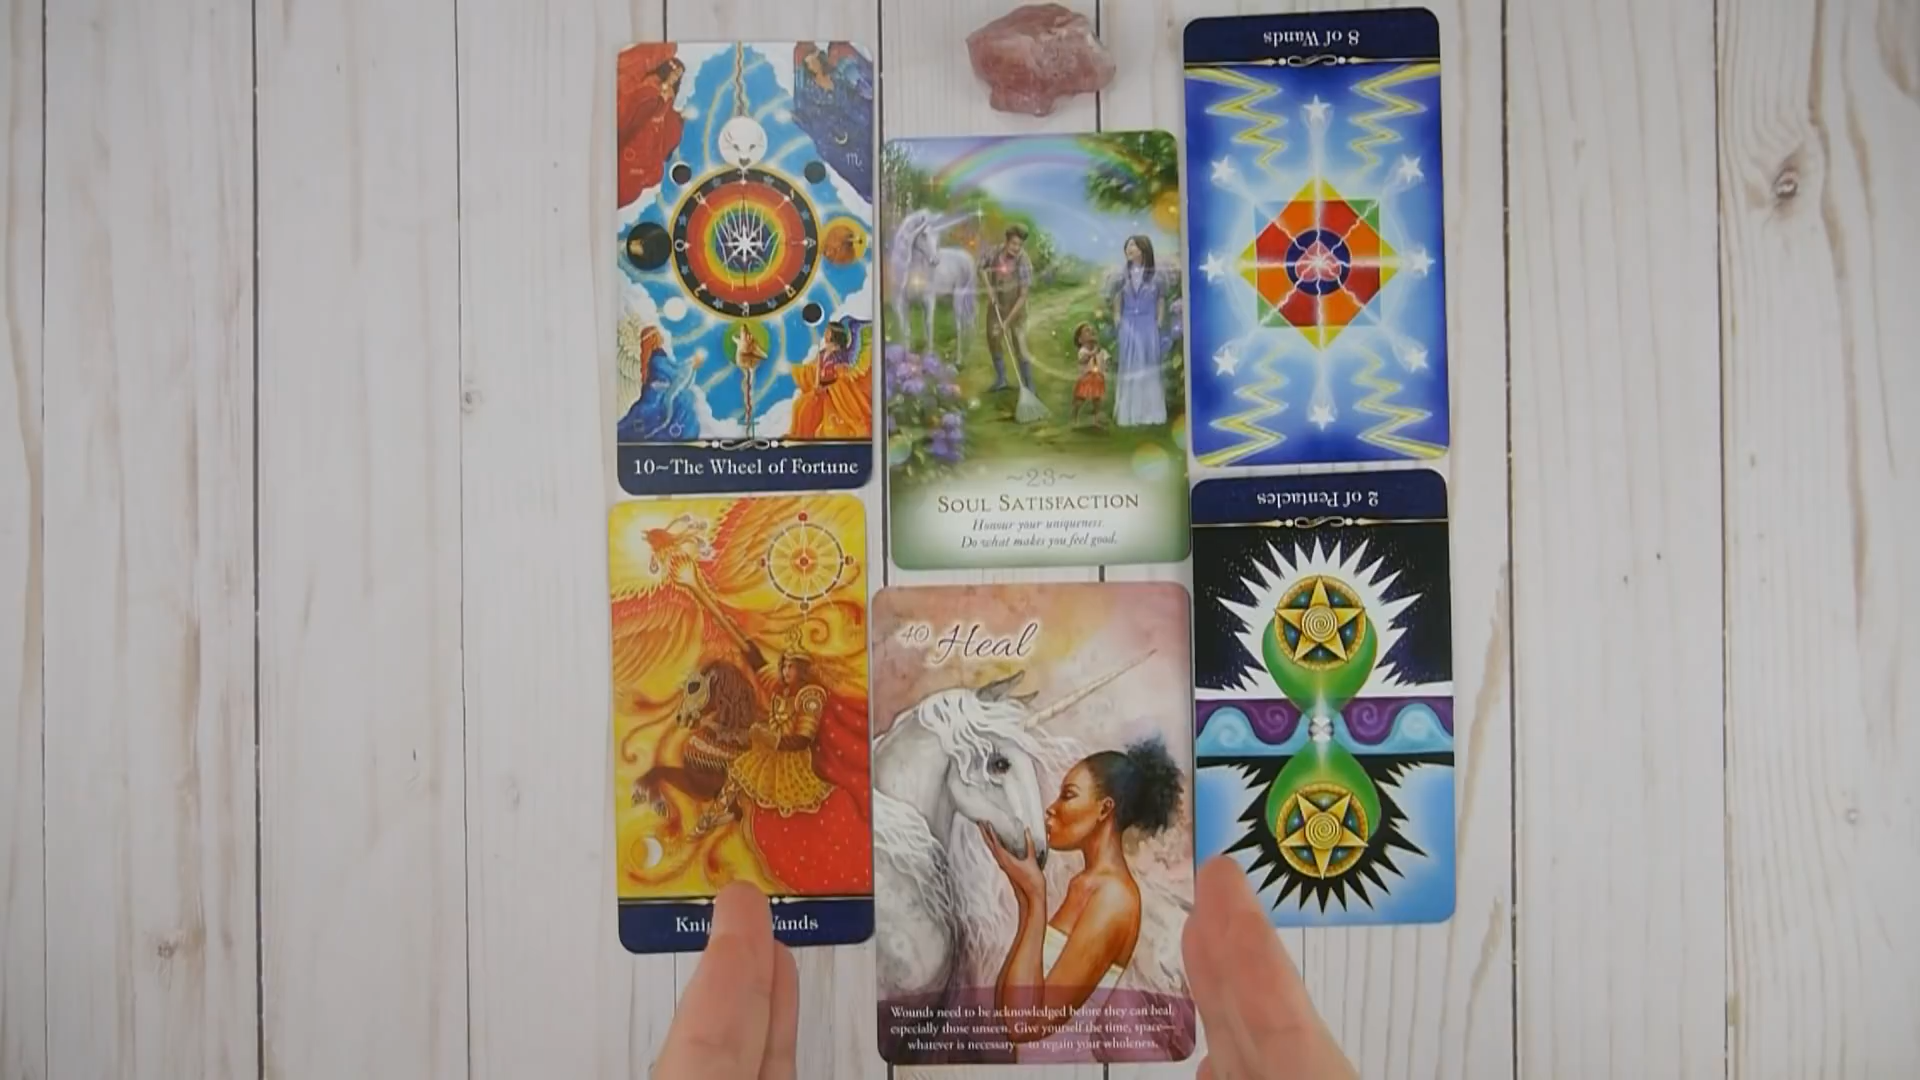 8 of Wands
10~The Wheel of Fortune
~23~
SOUL SATISFACTION
Honour your uniqueness.
Do what makes you feel good.
2 of Pentacles
40 Heal
Wands
Wounds need to be acknowledged before they can heal,
especially those unseen. Give yourself the time, space—
whatever is necessary—to regain your wholeness.